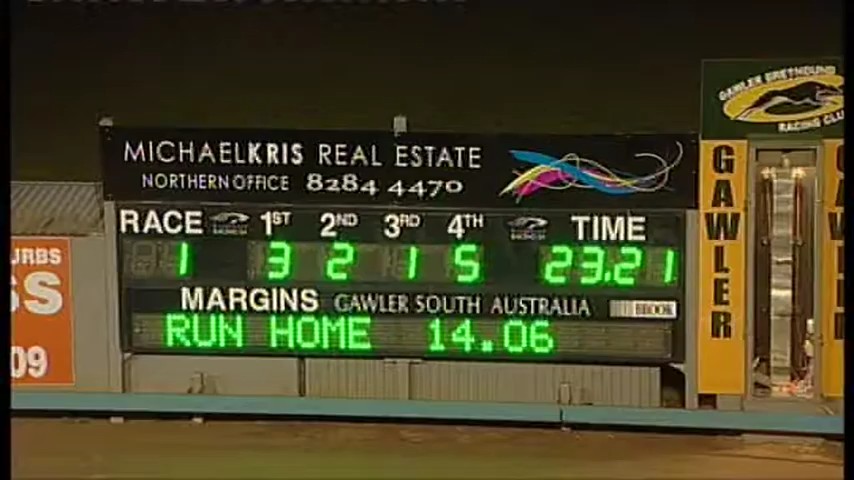 GAWLER GREYHOUND
RACING CLUB
MICHAELKRIS REAL ESTATE
NORTHERN OFFICE 8284 4470
RACE 1ST 2ND 3RD 4TH TIME
1 3 2 1 5 23.21
MARGINS GAWLER SOUTH AUSTRALIA BROOK
RUN HOME 14.06
GAWLER
URBS
S
09